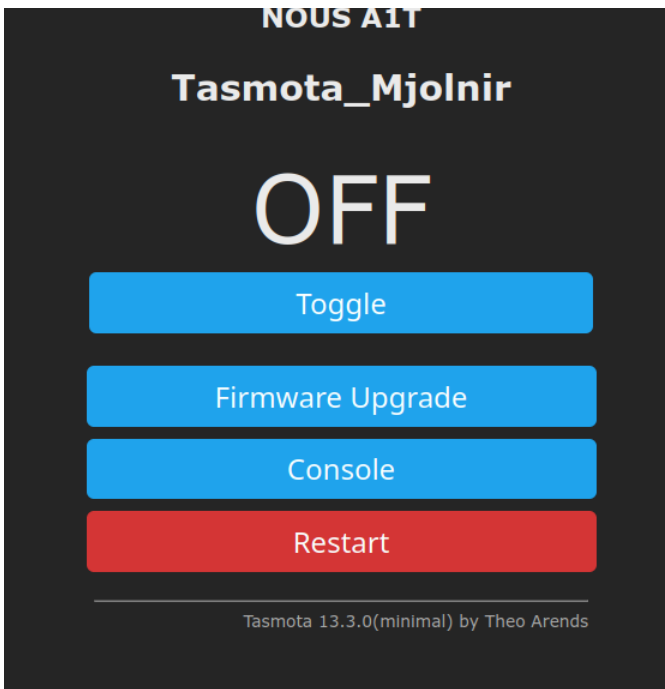 NOUS A1T
Tasmota_Mjolnir
OFF
Toggle
Firmware Upgrade
Console
Restart
Tasmota 13.3.0(minimal) by Theo Arends